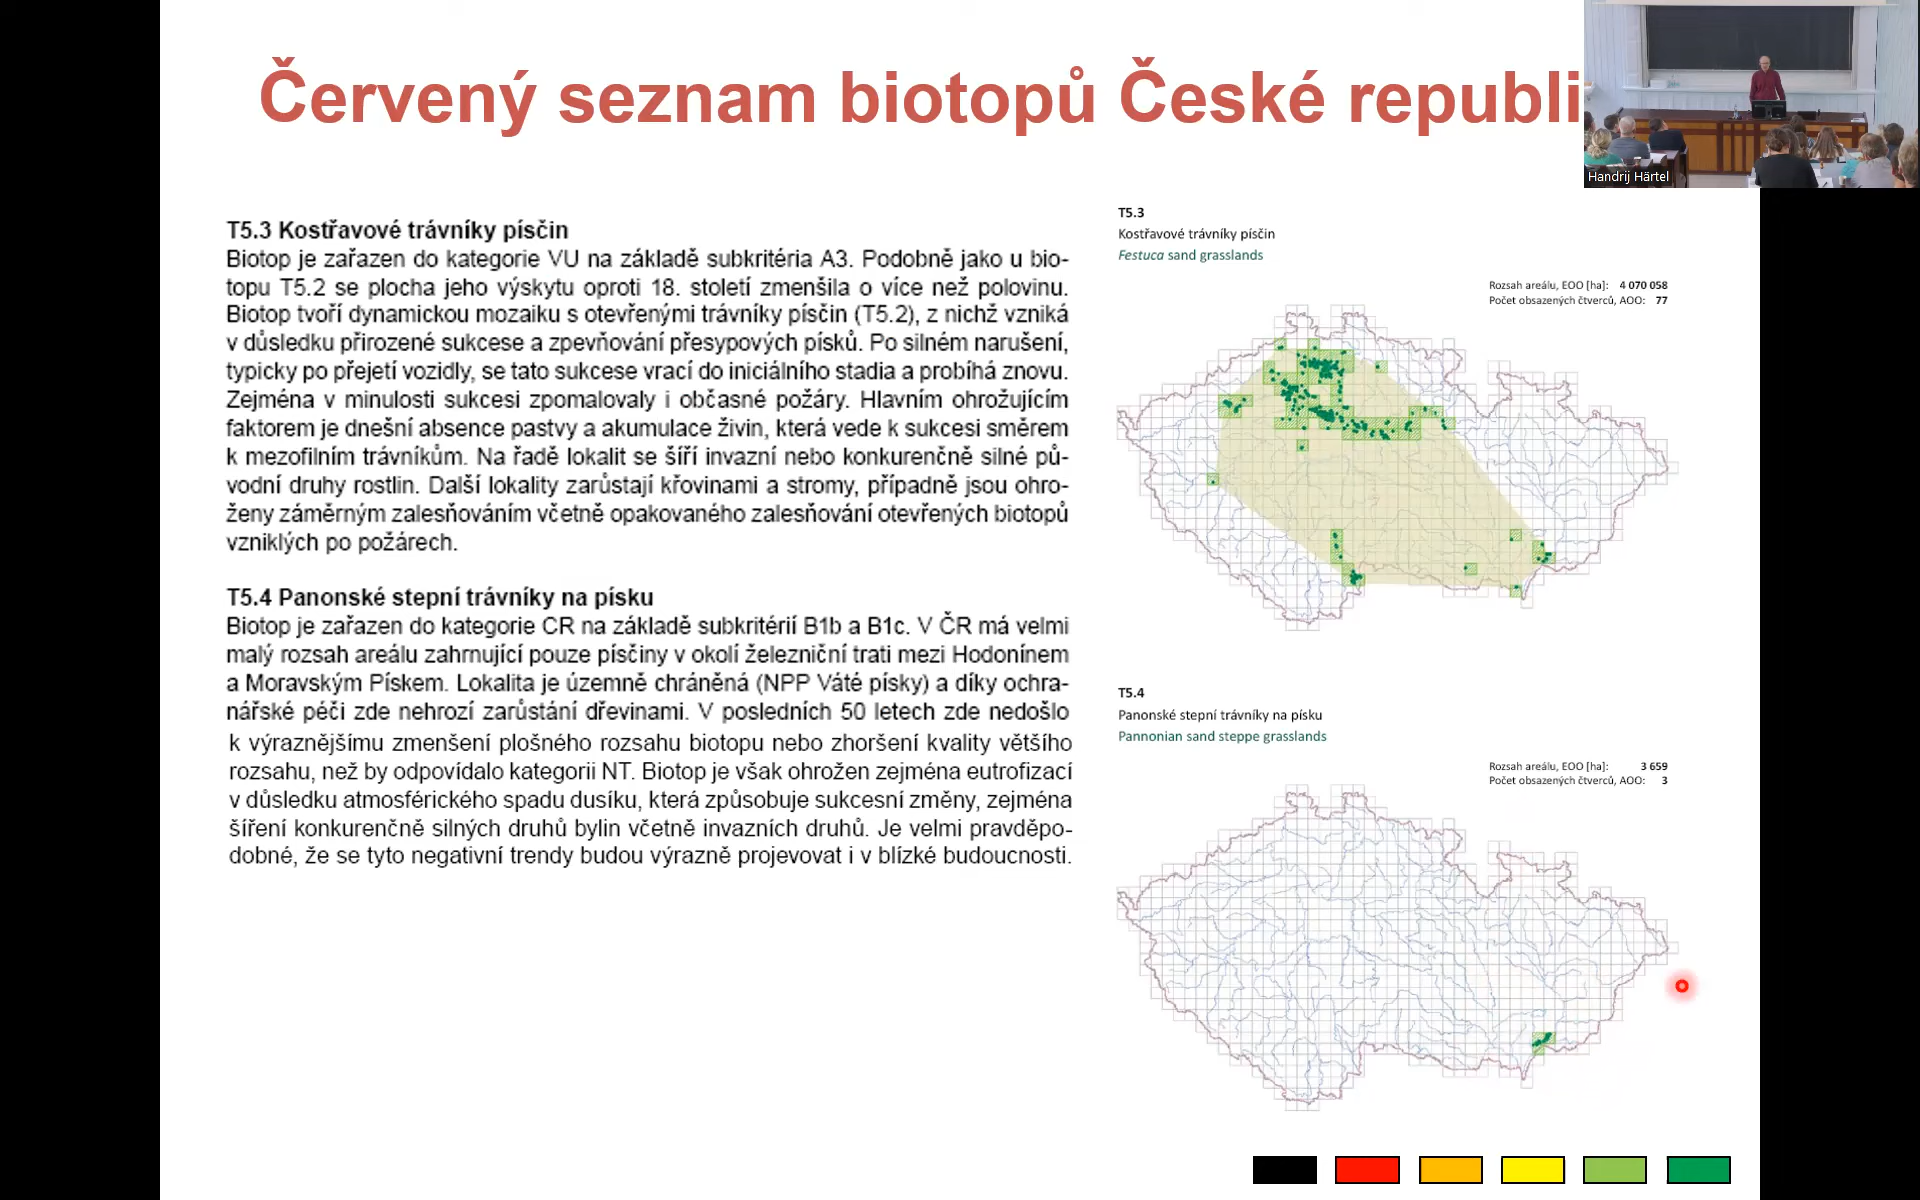 Červený seznam biotopů České republi
Handrij Härtel
T5.3 Kostřavové trávníky písčin
Biotop je zařazen do kategorie VU na základě subkritéria A3. Podobně jako u bio-
topu T5.2 se plocha jeho výskytu oproti 18. století zmenšila o více než polovinu.
Biotop tvoří dynamickou mozaiku s otevřenými trávníky písčin (T5.2), z nichž vzniká
v důsledku přirozené sukcese a zpevňování přesypových písků. Po silném narušení,
typicky po přejetí vozidly, se tato sukcese vrací do iniciálního stadia a probíhá znovu.
Zejména v minulosti sukcesi zpomalovaly i občasné požáry. Hlavním ohrožujícím
faktorem je dnešní absence pastvy a akumulace živin, která vede k sukcesi směrem
k mezofilním trávníkům. Na řadě lokalit se šíří invazní nebo konkurenčně silné pů-
vodní druhy rostlin. Další lokality zarůstají křovinami a stromy, případně jsou ohro-
ženy záměrným zalesňováním včetně opakovaného zalesňování otevřených biotopů
vzniklých po požárech.
T5.4 Panonské stepní trávníky na písku
Biotop je zařazen do kategorie CR na základě subkritérií B1b a B1c. V ČR má velmi
malý rozsah areálu zahrnující pouze písčiny v okolí železniční trati mezi Hodonínem
a Moravským Pískem. Lokalita je územně chráněná (NPP Váté písky) a díky ochra-
nářské péči zde nehrozí zarůstání dřevinami. V posledních 50 letech zde nedošlo
k výraznějšímu zmenšení plošného rozsahu biotopu nebo zhoršení kvality většího
rozsahu, než by odpovídalo kategorii NT. Biotop je však ohrožen zejména eutrofizací
v důsledku atmosférického spadu dusíku, která způsobuje sukcesní změny, zejména
šíření konkurenčně silných druhů bylin včetně invazních druhů. Je velmi pravděpo-
dobné, že se tyto negativní trendy budou výrazně projevovat i v blízké budoucnosti.
T5.3
Kostřavové trávníky písčin
Festuca sand grasslands
Rozsah areálu, EOO [ha]: 4 070 058
Počet obsazených čtverců, AOO: 77
T5.4
Panonské stepní trávníky na písku
Pannonian sand steppe grasslands
Rozsah areálu, EOO [ha]: 3 659
Počet obsazených čtverců, AOO: 3